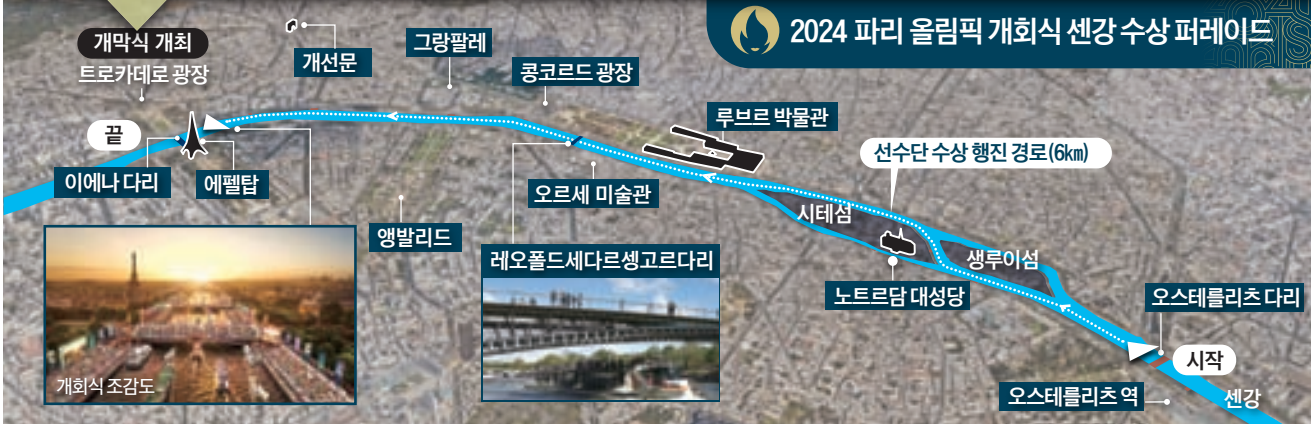 2024 파리 올림픽 개회식 센강 수상 퍼레이드
개막식 개최
트로카데로 광장
개선문
그랑팔레
콩코르드 광장
루브르 박물관
선수단 수상 행진 경로(6km)
끝
이에나 다리
에펠탑
앵발리드
오르세 미술관
레오폴드세다르셍고르다리
시테섬
생루이섬
노트르담 대성당
오스테를리츠 다리
시작
오스테를리츠 역
센강
개회식 조감도